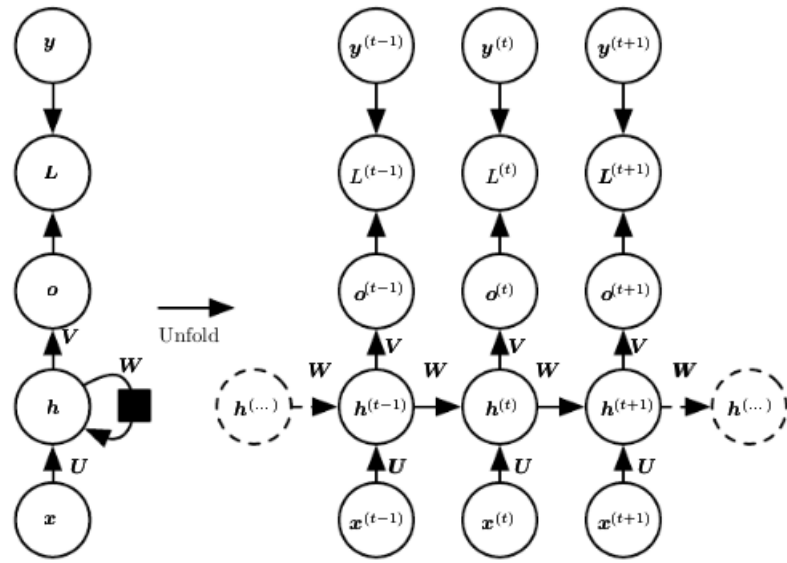 y y^(t−1) y^(t) y^(t+1)
L L^(t−1) L^(t) L^(t+1)
o o^(t−1) o^(t) o^(t+1)
Unfold
V V V V
W W W W W
h h^(...) h^(t−1) h^(t) h^(t+1) h^(...)
U U U U
x x^(t−1) x^(t) x^(t+1)